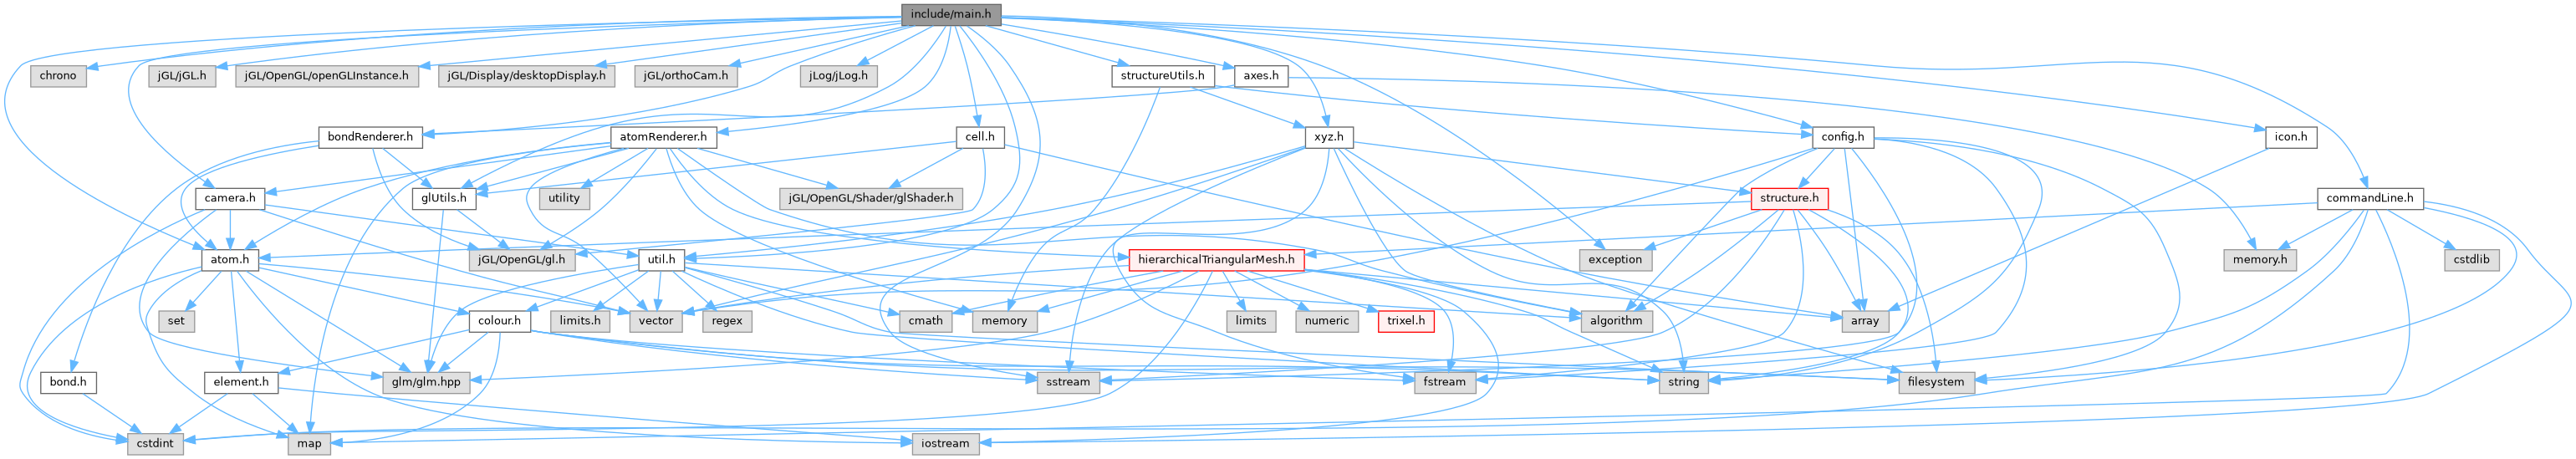 include/main.h
chrono
jGL/jGL.h
jGL/OpenGL/openGLInstance.h
jGL/Display/desktopDisplay.h
jGL/orthoCam.h
jLog/jLog.h
structureUtils.h
axes.h
bondRenderer.h
atomRenderer.h
cell.h
xyz.h
config.h
icon.h
camera.h
glUtils.h
utility
jGL/OpenGL/Shader/glShader.h
structure.h
commandLine.h
atom.h
jGL/OpenGL/gl.h
util.h
hierarchicalTriangularMesh.h
exception
memory.h
cstdlib
set
colour.h
limits.h
vector
regex
cmath
memory
limits
numeric
trixel.h
algorithm
array
bond.h
element.h
glm/glm.hpp
sstream
fstream
string
filesystem
cstdint
map
iostream